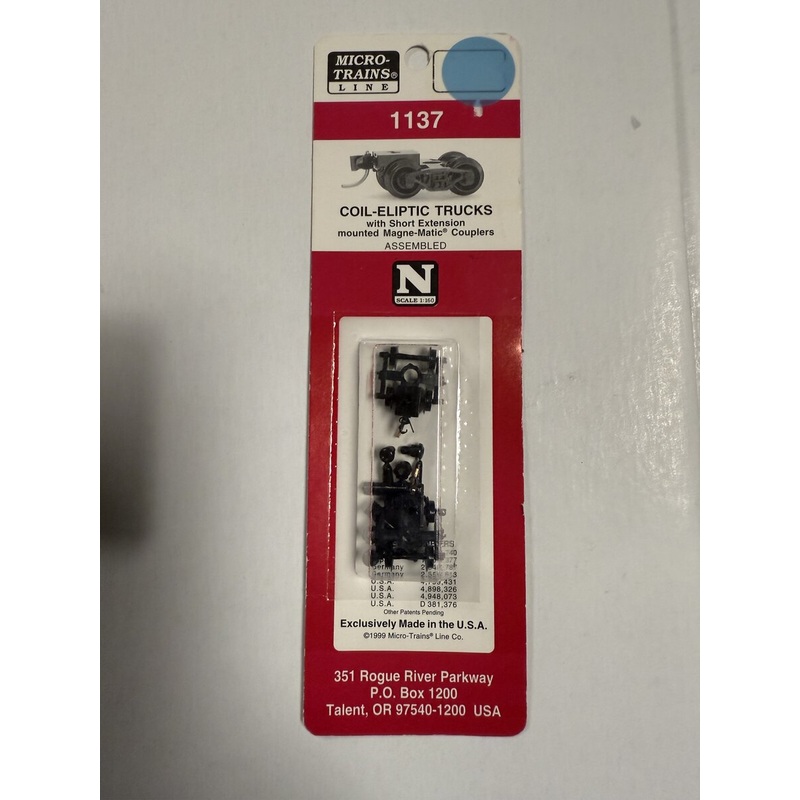 MICRO-
TRAINS®
LINE
1137
COIL-ELIPTIC TRUCKS
with Short Extension
mounted Magne-Matic® Couplers
ASSEMBLED
N
SCALE 1:160
Germany
Germany
U.S.A.
U.S.A. 4,898,326
U.S.A. 4,948,073
U.S.A. D 381,376
Other Patents Pending
Exclusively Made in the U.S.A.
©1999 Micro-Trains® Line Co.
351 Rogue River Parkway
P.O. Box 1200
Talent, OR 97540-1200 USA